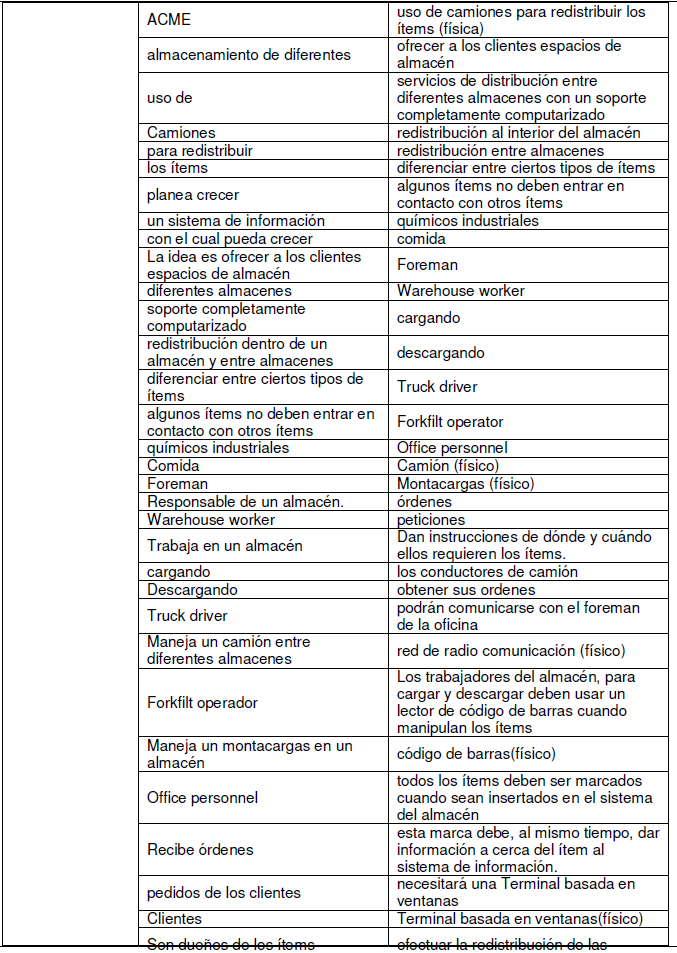 ACME
uso de camiones para redistribuir los
ítems (física)
almacenamiento de diferentes
ofrecer a los clientes espacios de
almacén
uso de
servicios de distribución entre
diferentes almacenes con un soporte
completamente computarizado
Camiones
redistribución al interior del almacén
para redistribuir
redistribución entre almacenes
los ítems
diferenciar entre ciertos tipos de ítems
planea crecer
algunos ítems no deben entrar en
contacto con otros ítems
un sistema de información
químicos industriales
con el cual pueda crecer
comida
La idea es ofrecer a los clientes
espacios de almacén
Foreman
diferentes almacenes
Warehouse worker
soporte completamente
computarizado
cargando
redistribución dentro de un
almacén y entre almacenes
descargando
diferenciar entre ciertos tipos de
ítems
Truck driver
algunos ítems no deben entrar en
contacto con otros ítems
Forkfilt operator
químicos industriales
Office personnel
Comida
Camión (físico)
Foreman
Montacargas (físico)
Responsable de un almacén.
órdenes
Warehouse worker
peticiones
Trabaja en un almacén
Dan instrucciones de dónde y cuándo
ellos requieren los ítems.
cargando
los conductores de camión
Descargando
obtener sus ordenes
Truck driver
podrán comunicarse con el foreman
de la oficina
Maneja un camión entre
diferentes almacenes
red de radio comunicación (físico)
Forkfilt operador
Los trabajadores del almacén, para
cargar y descargar deben usar un
lector de código de barras cuando
manipulan los ítems
Maneja un montacargas en un
almacén
código de barras(físico)
Office personnel
todos los ítems deben ser marcados
cuando sean insertados en el sistema
del almacén
Recibe órdenes
esta marca debe, al mismo tiempo, dar
información a cerca del ítem al
sistema de información.
pedidos de los clientes
necesitará una Terminal basada en
ventanas
Clientes
Terminal basada en ventanas(físico)
Son dueños de los ítems
efectuar la redistribución de las